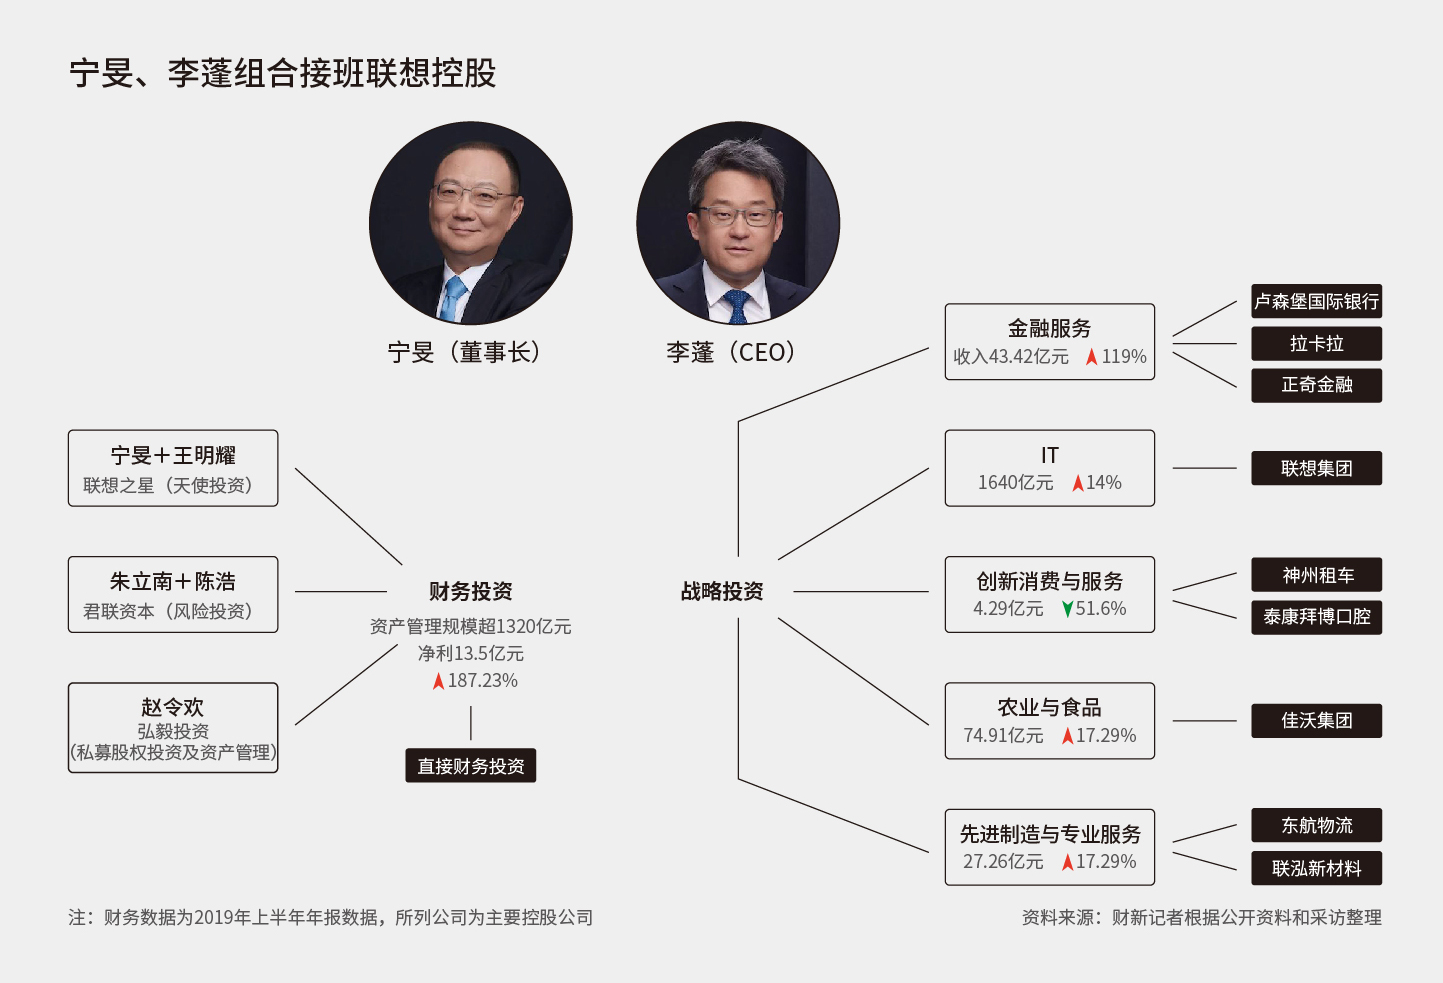 宁旻、李蓬组合接班联想控股
宁旻（董事长）
李蓬（CEO）
宁旻＋王明耀
联想之星（天使投资）
朱立南＋陈浩
君联资本（风险投资）
赵令欢
弘毅投资
（私募股权投资及资产管理）
财务投资
资产管理规模超1320亿元
净利13.5亿元
187.23%
直接财务投资
战略投资
金融服务
收入43.42亿元 119%
卢森堡国际银行
拉卡拉
正奇金融
IT
1640亿元 14%
联想集团
创新消费与服务
4.29亿元 51.6%
神州租车
泰康拜博口腔
农业与食品
74.91亿元 17.29%
佳沃集团
先进制造与专业服务
27.26亿元 17.29%
东航物流
联泓新材料
注：财务数据为2019年上半年年报数据，所列公司为主要控股公司
资料来源：财新记者根据公开资料和采访整理